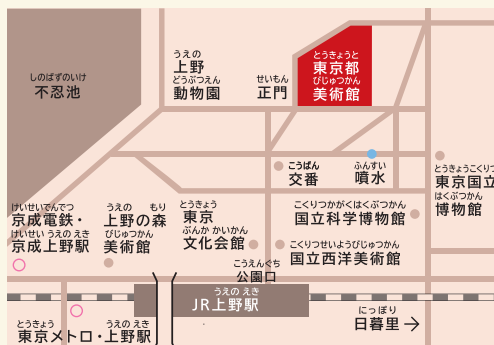 しのばずのいけ
不忍池
うえの
上野
どうぶつえん
動物園
せいもん
正門
とうきょうと
東京都
びじゅつかん
美術館
こうばん
交番
ふんすい
噴水
とうきょうこくりつ
東京国立
はくぶつかん
博物館
けいせいでんてつ
京成電鉄・
けいせい うえの えき
京成上野駅
うえの もり
上野の森
びじゅつかん
美術館
とうきょう
東京
ぶんか かいかん
文化会館
こくりつかがくはくぶつかん
国立科学博物館
こくりつせいようびじゅつかん
国立西洋美術館
こうえんぐち
公園口
うえの えき
JR上野駅
にっぽり
日暮里
とうきょう うえの えき
東京メトロ・上野駅